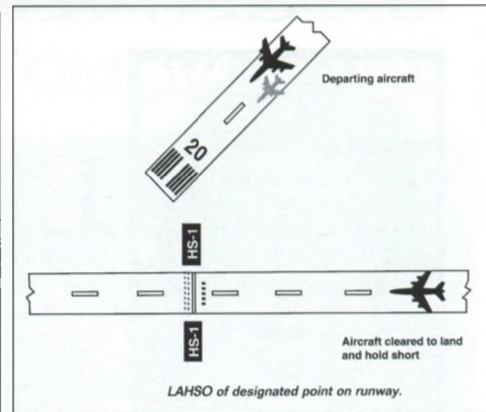 Departing aircraft
20
HS-1
HS-1
Aircraft cleared to land
and hold short
LAHSO of designated point on runway.